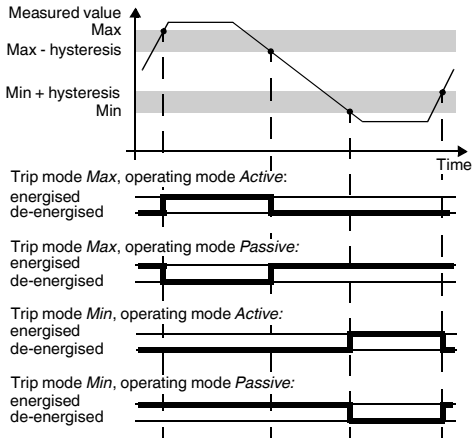 Measured value
Max
Max - hysteresis
Min + hysteresis
Min
Time
Trip mode Max, operating mode Active:
energised
de-energised
Trip mode Max, operating mode Passive:
energised
de-energised
Trip mode Min, operating mode Active:
energised
de-energised
Trip mode Min, operating mode Passive:
energised
de-energised